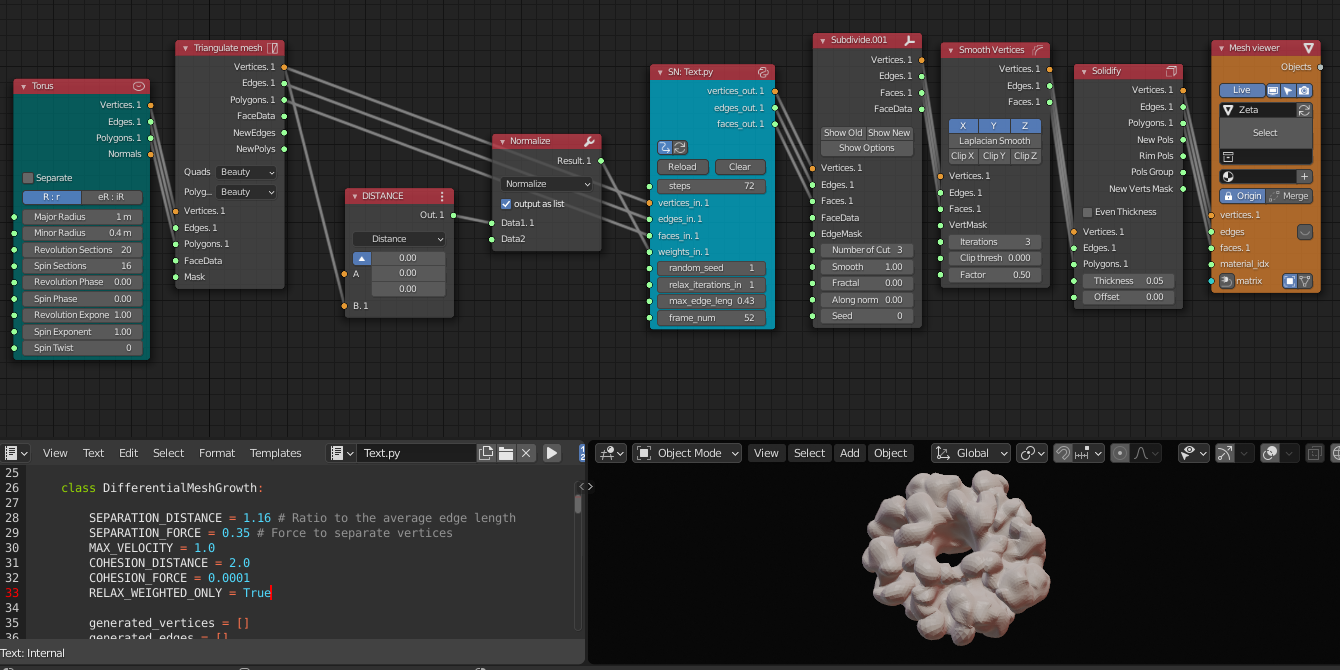 Torus
Vertices. 1
Edges. 1
Polygons. 1
Normals
Separate
R : r
eR : iR
Major Radius 1 m
Minor Radius 0.4 m
Revolution Sections 20
Spin Sections 16
Revolution Phase 0.00
Spin Phase 0.00
Revolution Expone 1.00
Spin Exponent 1.00
Spin Twist 0
Triangulate mesh
Vertices. 1
Edges. 1
Polygons. 1
FaceData
NewEdges
NewPolys
Quads Beauty
Polyg... Beauty
Vertices. 1
Edges. 1
Polygons. 1
FaceData
Mask
DISTANCE
Out. 1
Distance
0.00
A 0.00
0.00
B. 1
Normalize
Result. 1
Normalize
output as list
Data1. 1
Data2
SN: Text.py
vertices_out. 1
edges_out. 1
faces_out. 1
Reload Clear
steps 72
vertices_in. 1
edges_in. 1
faces_in. 1
weights_in. 1
random_seed 1
relax_iterations_in 1
max_edge_leng 0.43
frame_num 52
Subdivide.001
Vertices. 1
Edges. 1
Faces. 1
FaceData
Show Old Show New
Show Options
Vertices. 1
Edges. 1
Faces. 1
FaceData
EdgeMask
Number of Cut 3
Smooth 1.00
Fractal 0.00
Along norm 0.00
Seed 0
Smooth Vertices
Vertices. 1
Edges. 1
Faces. 1
X Y Z
Laplacian Smooth
Clip X Clip Y Clip Z
Vertices. 1
Edges. 1
Faces. 1
VertMask
Iterations 3
Clip thresh 0.000
Factor 0.50
Solidify
Vertices. 1
Edges. 1
Polygons. 1
New Pols
Rim Pols
Pols Group
New Verts Mask
Even Thickness
Vertices. 1
Edges. 1
Polygons. 1
Thickness 0.05
Offset 0.00
Mesh viewer
Objects
Live
Zeta
Select
Origin Merge
vertices. 1
edges
faces. 1
material_idx
matrix
View Text Edit Select Format Templates Text.py
25
26 class DifferentialMeshGrowth:
27
28 SEPARATION_DISTANCE = 1.16 # Ratio to the average edge length
29 SEPARATION_FORCE = 0.35 # Force to separate vertices
30 MAX_VELOCITY = 1.0
31 COHESION_DISTANCE = 2.0
32 COHESION_FORCE = 0.0001
33 RELAX_WEIGHTED_ONLY = True
34
35 generated_vertices = []
36 generated_edges = []
Text: Internal
Object Mode View Select Add Object Global